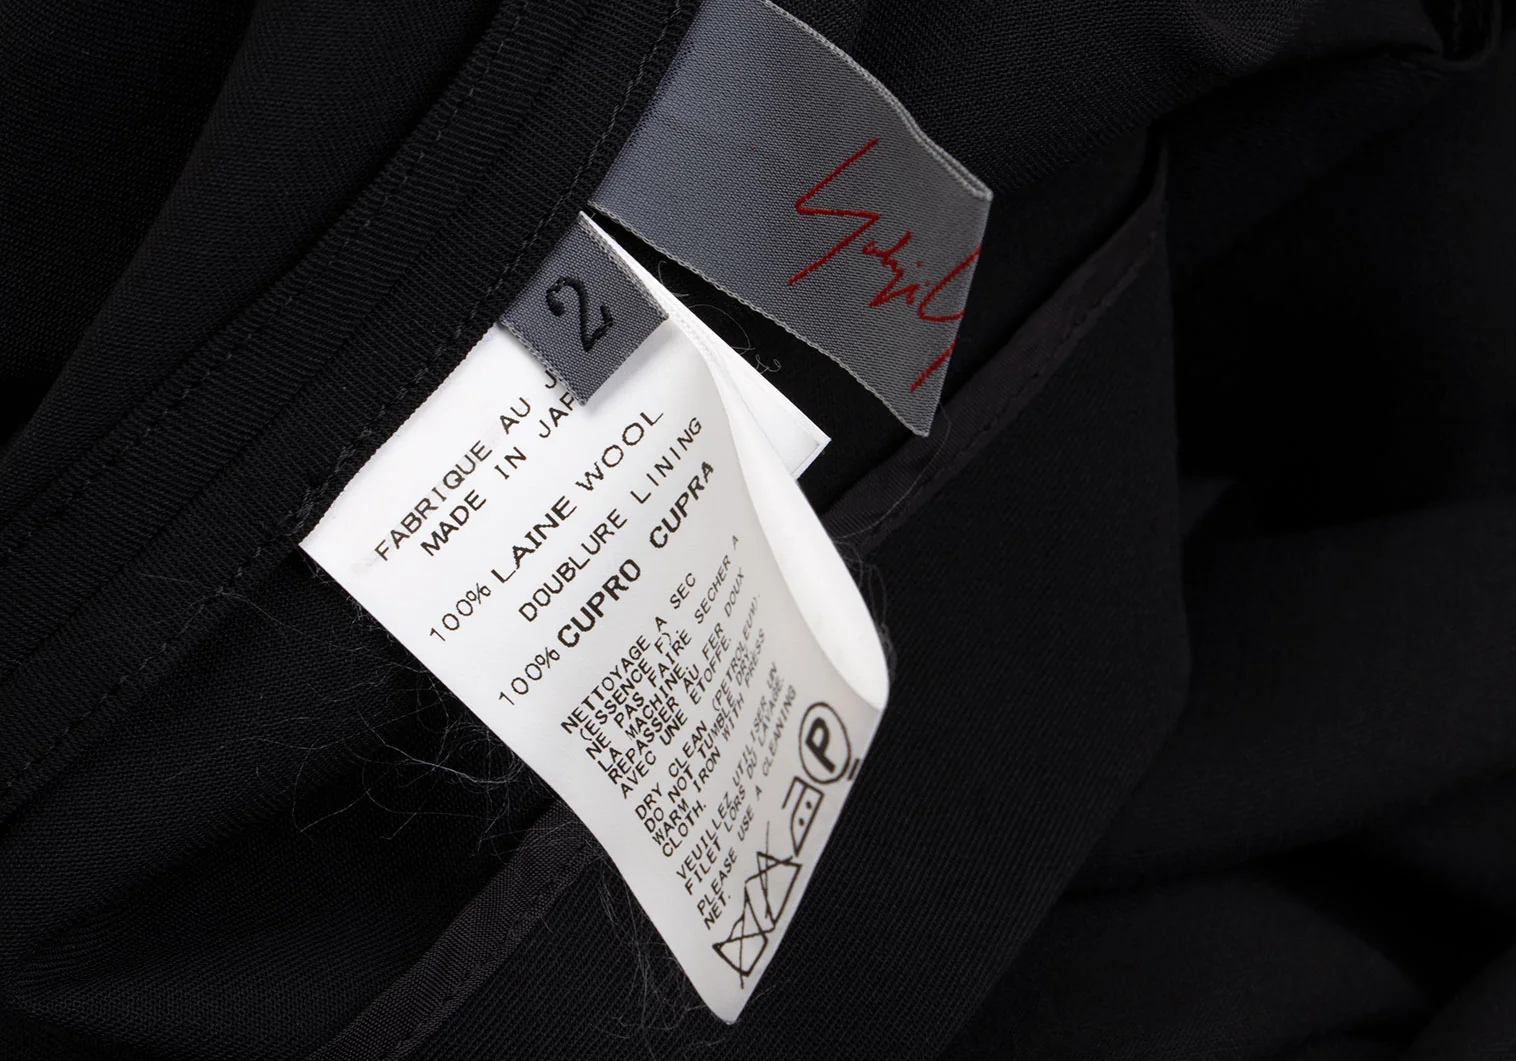 2
FABRIQUE AU J
MADE IN JAP
100% LAINE WOOL
DOUBLURE LINING
100% CUPRO CUPRA
NETTOYAGE A SEC
(ESSENCE F).
NE PAS FAIRE SECHER A
LA MACHINE.
REPASSER AU FER DOUX
AVEC UNE ETOFFE.
DRY CLEAN (PETROLEUM).
DO NOT TUMBLE DRY
WARM IRON WITH PRESS
CLOTH.
VEUILLEZ UTILISER UN
FILET LORS DU LAVAGE.
PLEASE USE A CLEANING
NET.
P